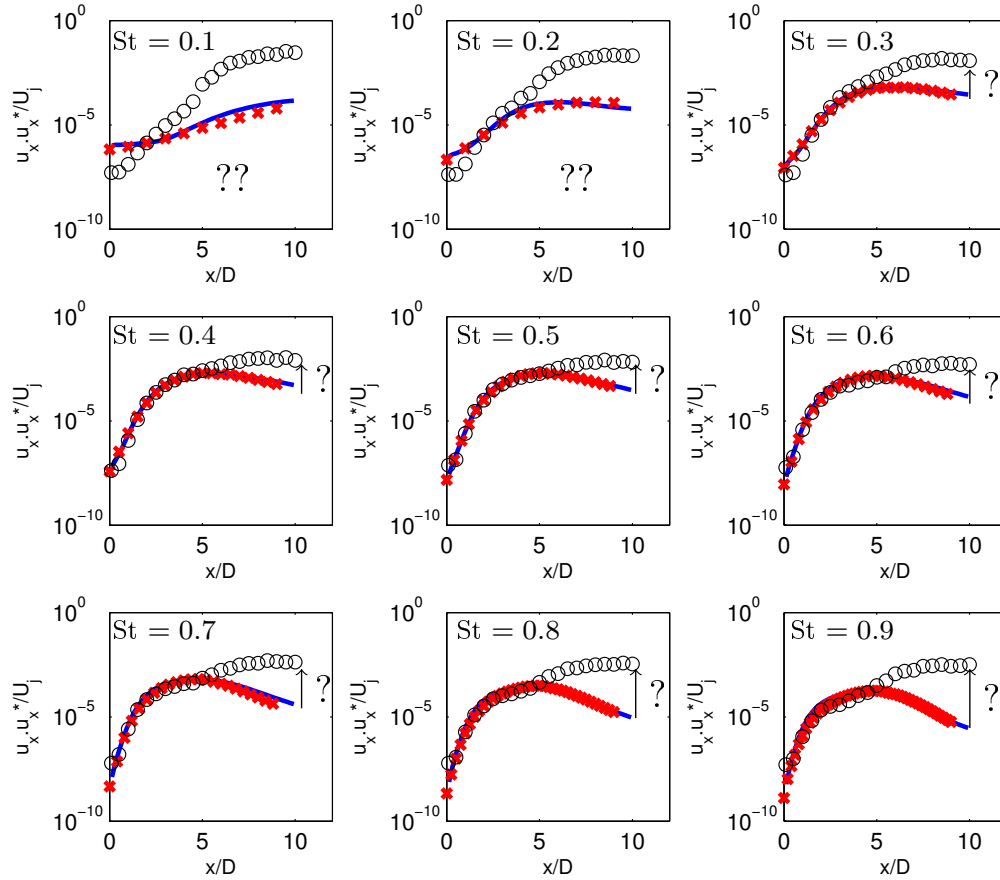 10^0
St = 0.1
10^-5
??
10^-10
0 5 10
x/D
u_x.u_x*/U_j
10^0
St = 0.2
10^-5
??
10^-10
0 5 10
x/D
u_x.u_x*/U_j
10^0
St = 0.3
?
10^-5
10^-10
0 5 10
x/D
u_x.u_x*/U_j
10^0
St = 0.4
?
10^-5
10^-10
0 5 10
x/D
u_x.u_x*/U_j
10^0
St = 0.5
?
10^-5
10^-10
0 5 10
x/D
u_x.u_x*/U_j
10^0
St = 0.6
?
10^-5
10^-10
0 5 10
x/D
u_x.u_x*/U_j
10^0
St = 0.7
?
10^-5
10^-10
0 5 10
x/D
u_x.u_x*/U_j
10^0
St = 0.8
?
10^-5
10^-10
0 5 10
x/D
u_x.u_x*/U_j
10^0
St = 0.9
?
10^-5
10^-10
0 5 10
x/D
u_x.u_x*/U_j